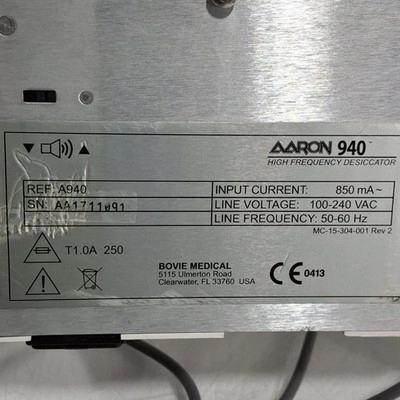 AARON 940™
HIGH FREQUENCY DESICCATOR
REF: A940
INPUT CURRENT: 850 mA~
SN: AA1711091
LINE VOLTAGE: 100-240 VAC
LINE FREQUENCY: 50-60 Hz
MC-15-304-001 Rev 2
T1.0A 250
BOVIE MEDICAL
5115 Ulmerton Road
Clearwater, FL 33760 USA
CE 0413